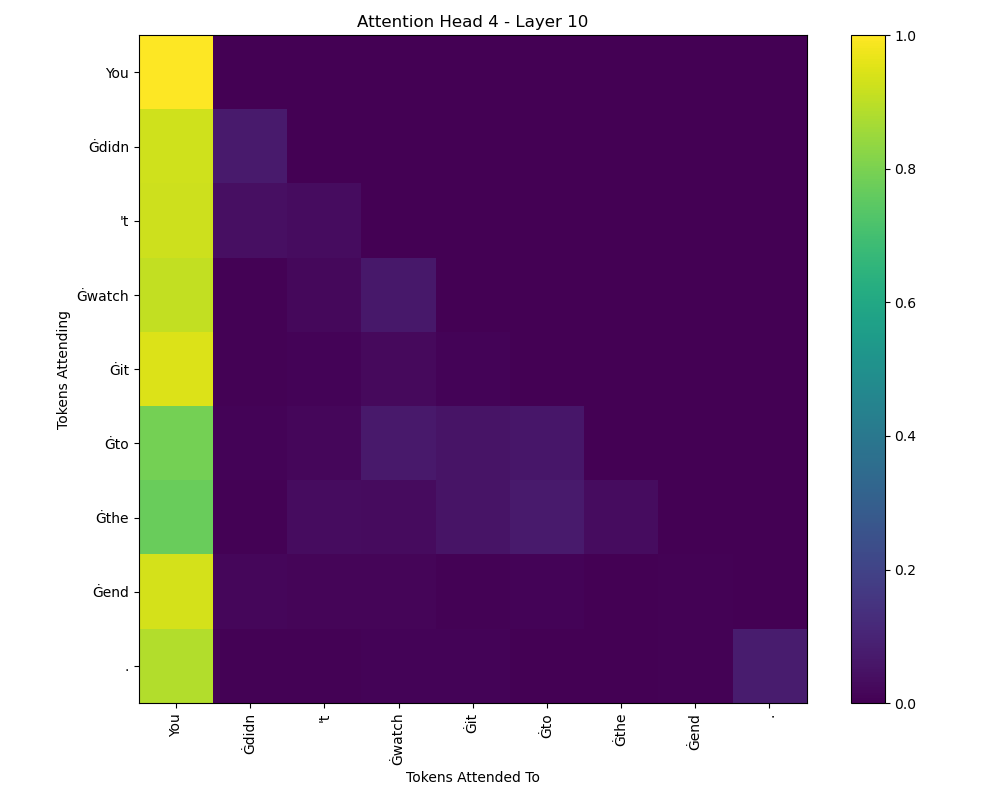 Attention Head 4 - Layer 10
Tokens Attending
You
Ġdidn
't
Ġwatch
Ġit
Ġto
Ġthe
Ġend
.
You
Ġdidn
't
Ġwatch
Ġit
Ġto
Ġthe
Ġend
.
Tokens Attended To
1.0
0.8
0.6
0.4
0.2
0.0